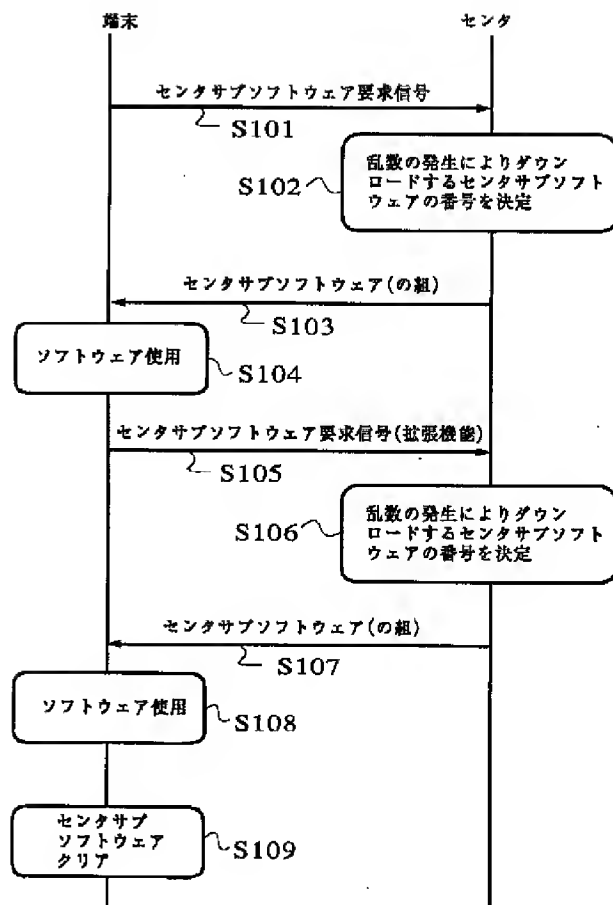 端末
センタ
センタサブソフトウェア要求信号
S101
S102
乱数の発生によりダウン
ロードするセンタサブソフト
ウェアの番号を決定
センタサブソフトウェア(の組)
S103
ソフトウェア使用
S104
センタサブソフトウェア要求信号(拡張機能)
S105
S106
乱数の発生によりダウン
ロードするセンタサブソフト
ウェアの番号を決定
センタサブソフトウェア(の組)
S107
ソフトウェア使用
S108
センタサブ
ソフトウェア
クリア
S109